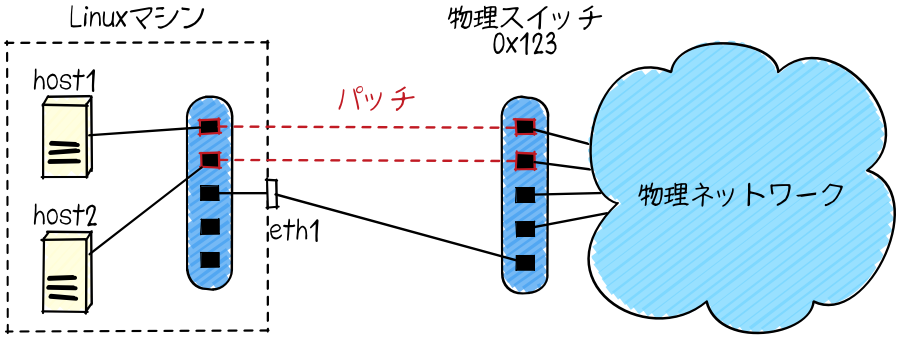 Linuxマシン
物理スイッチ
0x123
host1
パッチ
物理ネットワーク
host2
eth1